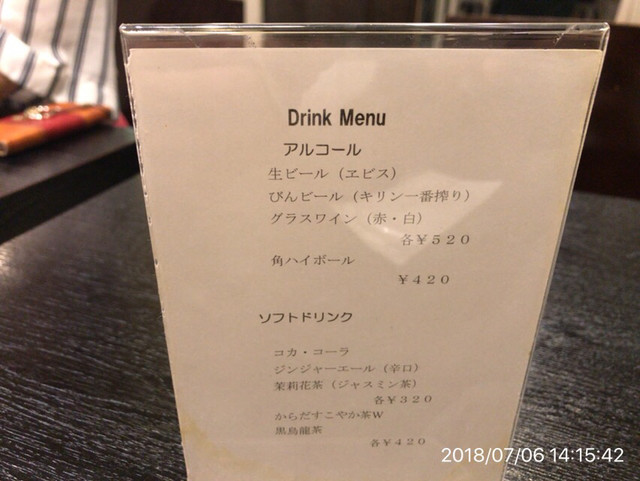 Drink Menu
アルコール
生ビール（ヱビス）
びんビール（キリン一番搾り）
グラスワイン（赤・白）
各￥５２０
角ハイボール
￥４２０
ソフトドリンク
コカ・コーラ
ジンジャーエール（辛口）
茉莉花茶（ジャスミン茶）
各￥３２０
からだすこやか茶W
黒烏龍茶
各￥４２０
2018/07/06 14:15:42